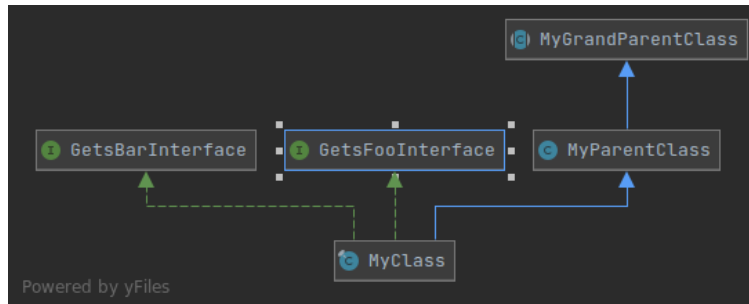 MyGrandParentClass
GetsBarInterface
GetsFooInterface
MyParentClass
MyClass
Powered by yFiles